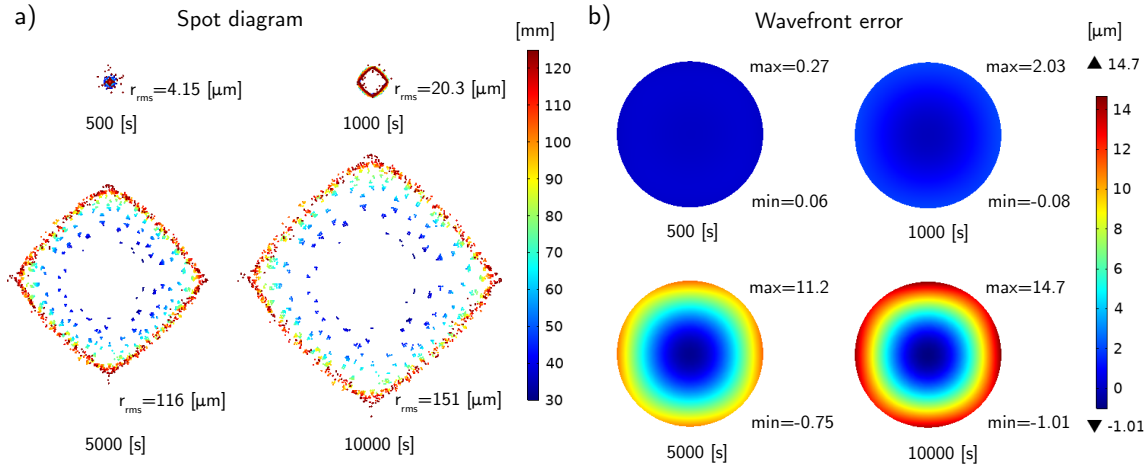 a)
Spot diagram
[mm]
r_rms=4.15 [µm]
500 [s]
r_rms=20.3 [µm]
1000 [s]
120
110
100
90
80
70
60
50
40
30
r_rms=116 [µm]
5000 [s]
r_rms=151 [µm]
10000 [s]
b)
Wavefront error
[µm]
▲ 14.7
max=0.27
min=0.06
500 [s]
max=2.03
min=-0.08
1000 [s]
14
12
10
8
6
4
2
0
▼ -1.01
max=11.2
min=-0.75
5000 [s]
max=14.7
min=-1.01
10000 [s]